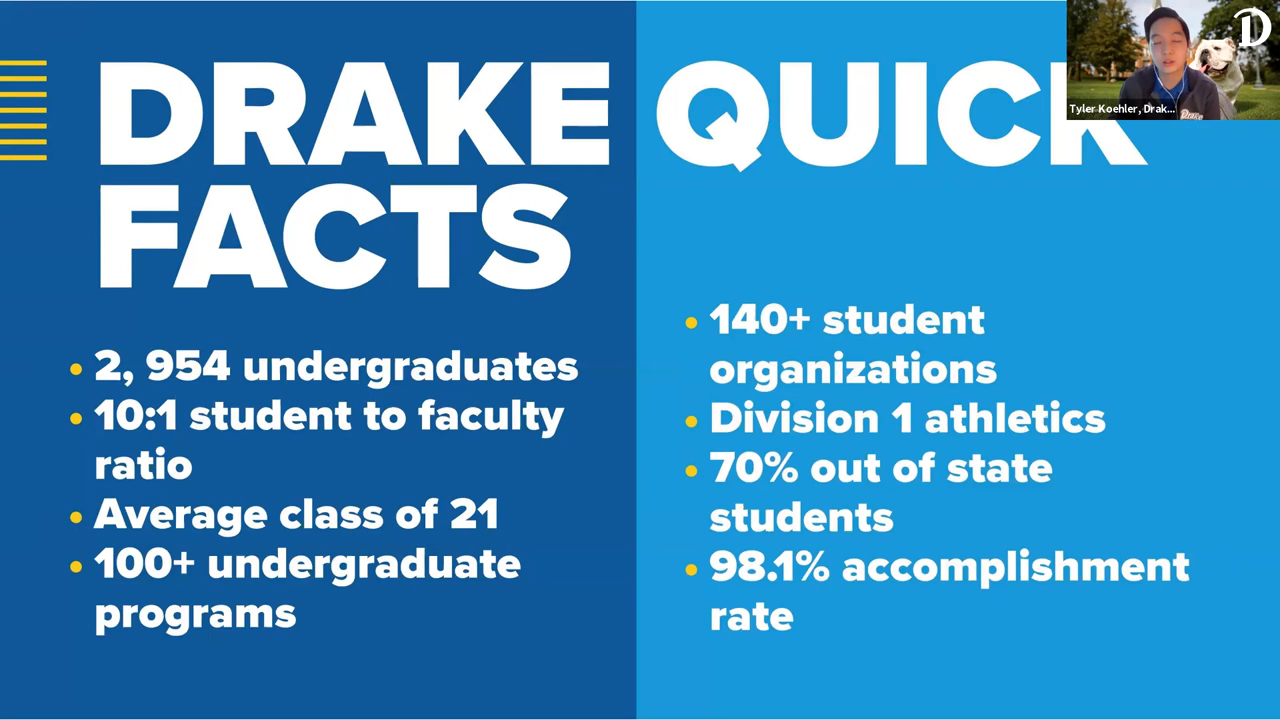 DRAKE QUICK
FACTS
2, 954 undergraduates
10:1 student to faculty
ratio
Average class of 21
100+ undergraduate
programs
140+ student
organizations
Division 1 athletics
70% out of state
students
98.1% accomplishment
rate
D
Tyler Koehler, Drak...
Drake